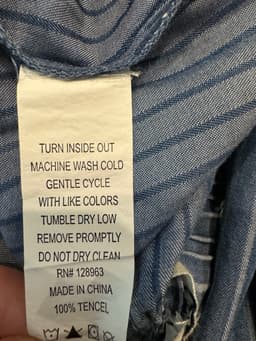 TURN INSIDE OUT
MACHINE WASH COLD
GENTLE CYCLE
WITH LIKE COLORS
TUMBLE DRY LOW
REMOVE PROMPTLY
DO NOT DRY CLEAN
RN# 128963
MADE IN CHINA
100% TENCEL